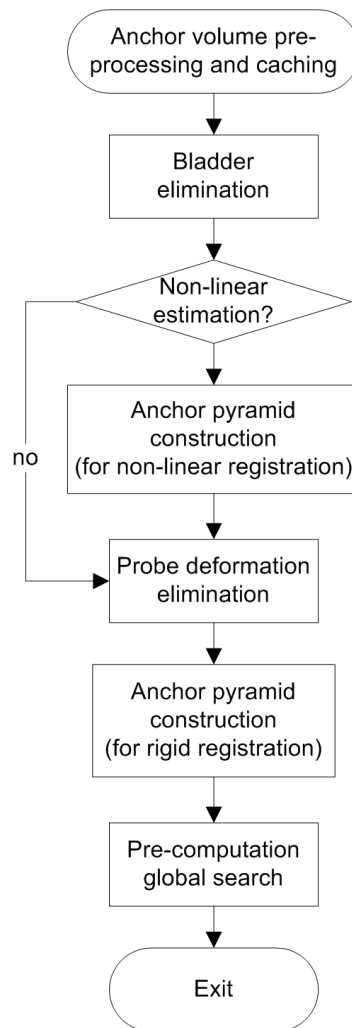 Anchor volume pre-
processing and caching
Bladder
elimination
Non-linear
estimation?
Anchor pyramid
construction
(for non-linear registration)
no
Probe deformation
elimination
Anchor pyramid
construction
(for rigid registration)
Pre-computation
global search
Exit